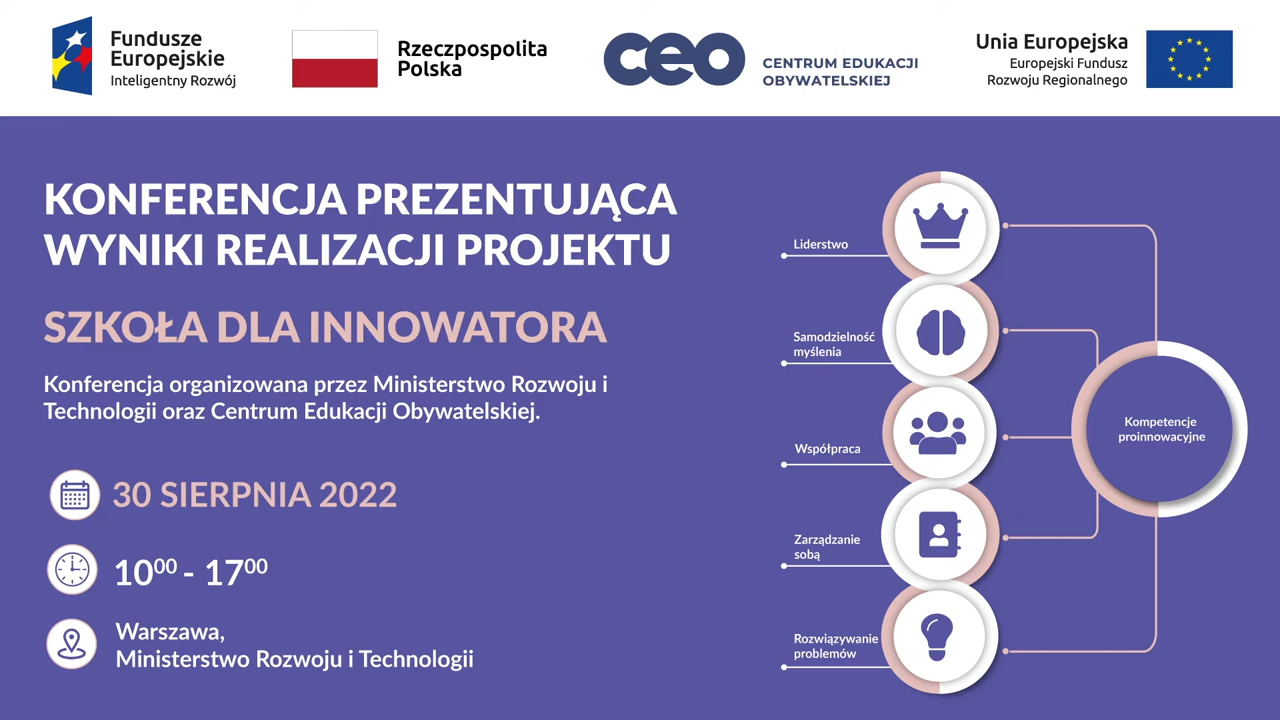 Fundusze
Europejskie
Inteligentny Rozwój
Rzeczpospolita
Polska
ceo
CENTRUM EDUKACJI
OBYWATELSKIEJ
Unia Europejska
Europejski Fundusz
Rozwoju Regionalnego
KONFERENCJA PREZENTUJĄCA
WYNIKI REALIZACJI PROJEKTU
SZKOŁA DLA INNOWATORA
Konferencja organizowana przez Ministerstwo Rozwoju i
Technologii oraz Centrum Edukacji Obywatelskiej.
30 SIERPNIA 2022
10⁰⁰ - 17⁰⁰
Warszawa,
Ministerstwo Rozwoju i Technologii
Liderstwo
Samodzielność
myślenia
Współpraca
Zarządzanie
sobą
Rozwiązywanie
problemów
Kompetencje
proinnowacyjne